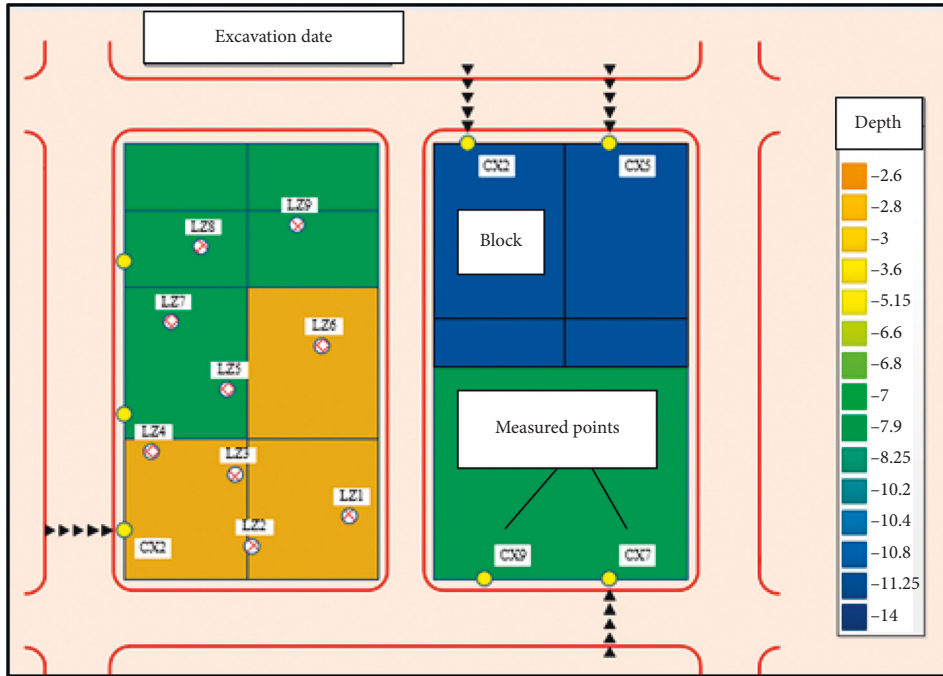 Excavation date
Depth
–2.6
–2.8
–3
–3.6
–5.15
–6.6
–6.8
–7
–7.9
–8.25
–10.2
–10.4
–10.8
–11.25
–14
CX2
CX5
LZ9
LZ8
Block
LZ7
LZ6
LZ5
Measured points
LZ4
LZ3
LZ1
LZ2
CX2
CX9
CX7